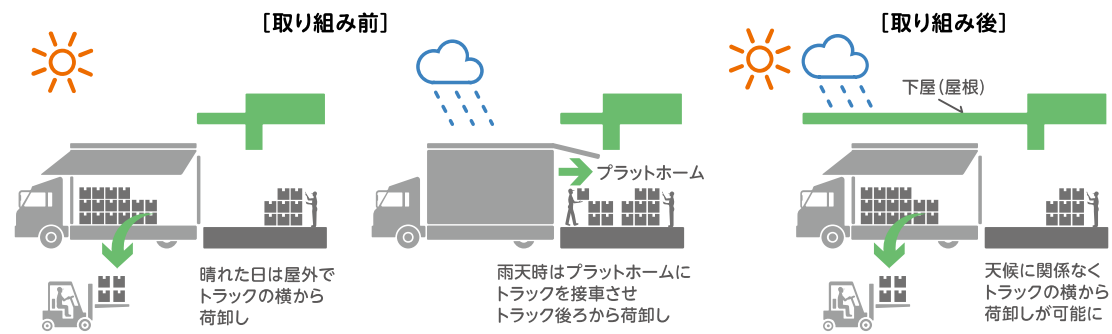 [取り組み前]
晴れた日は屋外で
トラックの横から
荷卸し
プラットホーム
雨天時はプラットホームに
トラックを接車させ
トラック後ろから荷卸し
[取り組み後]
下屋（屋根）
天候に関係なく
トラックの横から
荷卸しが可能に